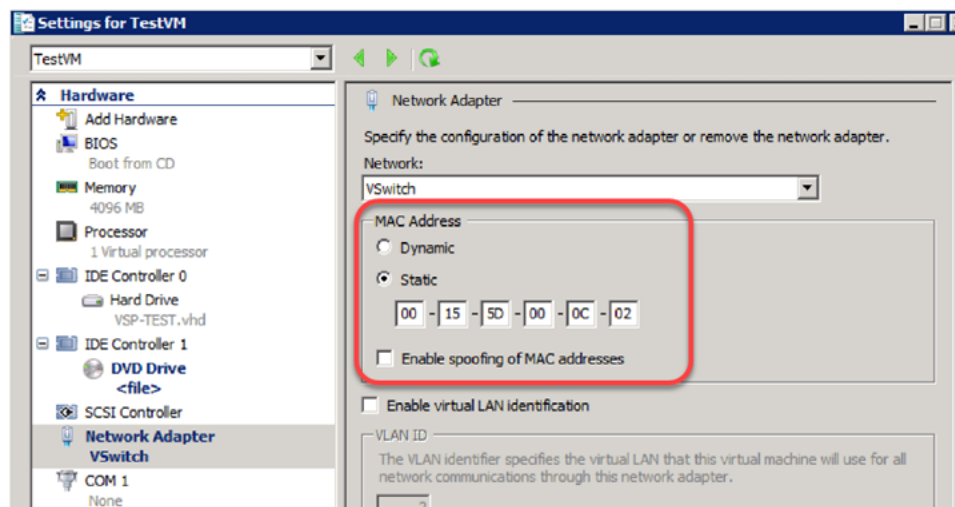 Settings for TestVM
TestVM
Hardware
Add Hardware
BIOS
Boot from CD
Memory
4096 MB
Processor
1 Virtual processor
IDE Controller 0
Hard Drive
VSP-TEST.vhd
IDE Controller 1
DVD Drive
<file>
SCSI Controller
Network Adapter
VSwitch
COM 1
None
Network Adapter
Specify the configuration of the network adapter or remove the network adapter.
Network:
VSwitch
MAC Address
Dynamic
Static
00 - 15 - 5D - 00 - 0C - 02
Enable spoofing of MAC addresses
Enable virtual LAN identification
VLAN ID
The VLAN identifier specifies the virtual LAN that this virtual machine will use for all
network communications through this network adapter.